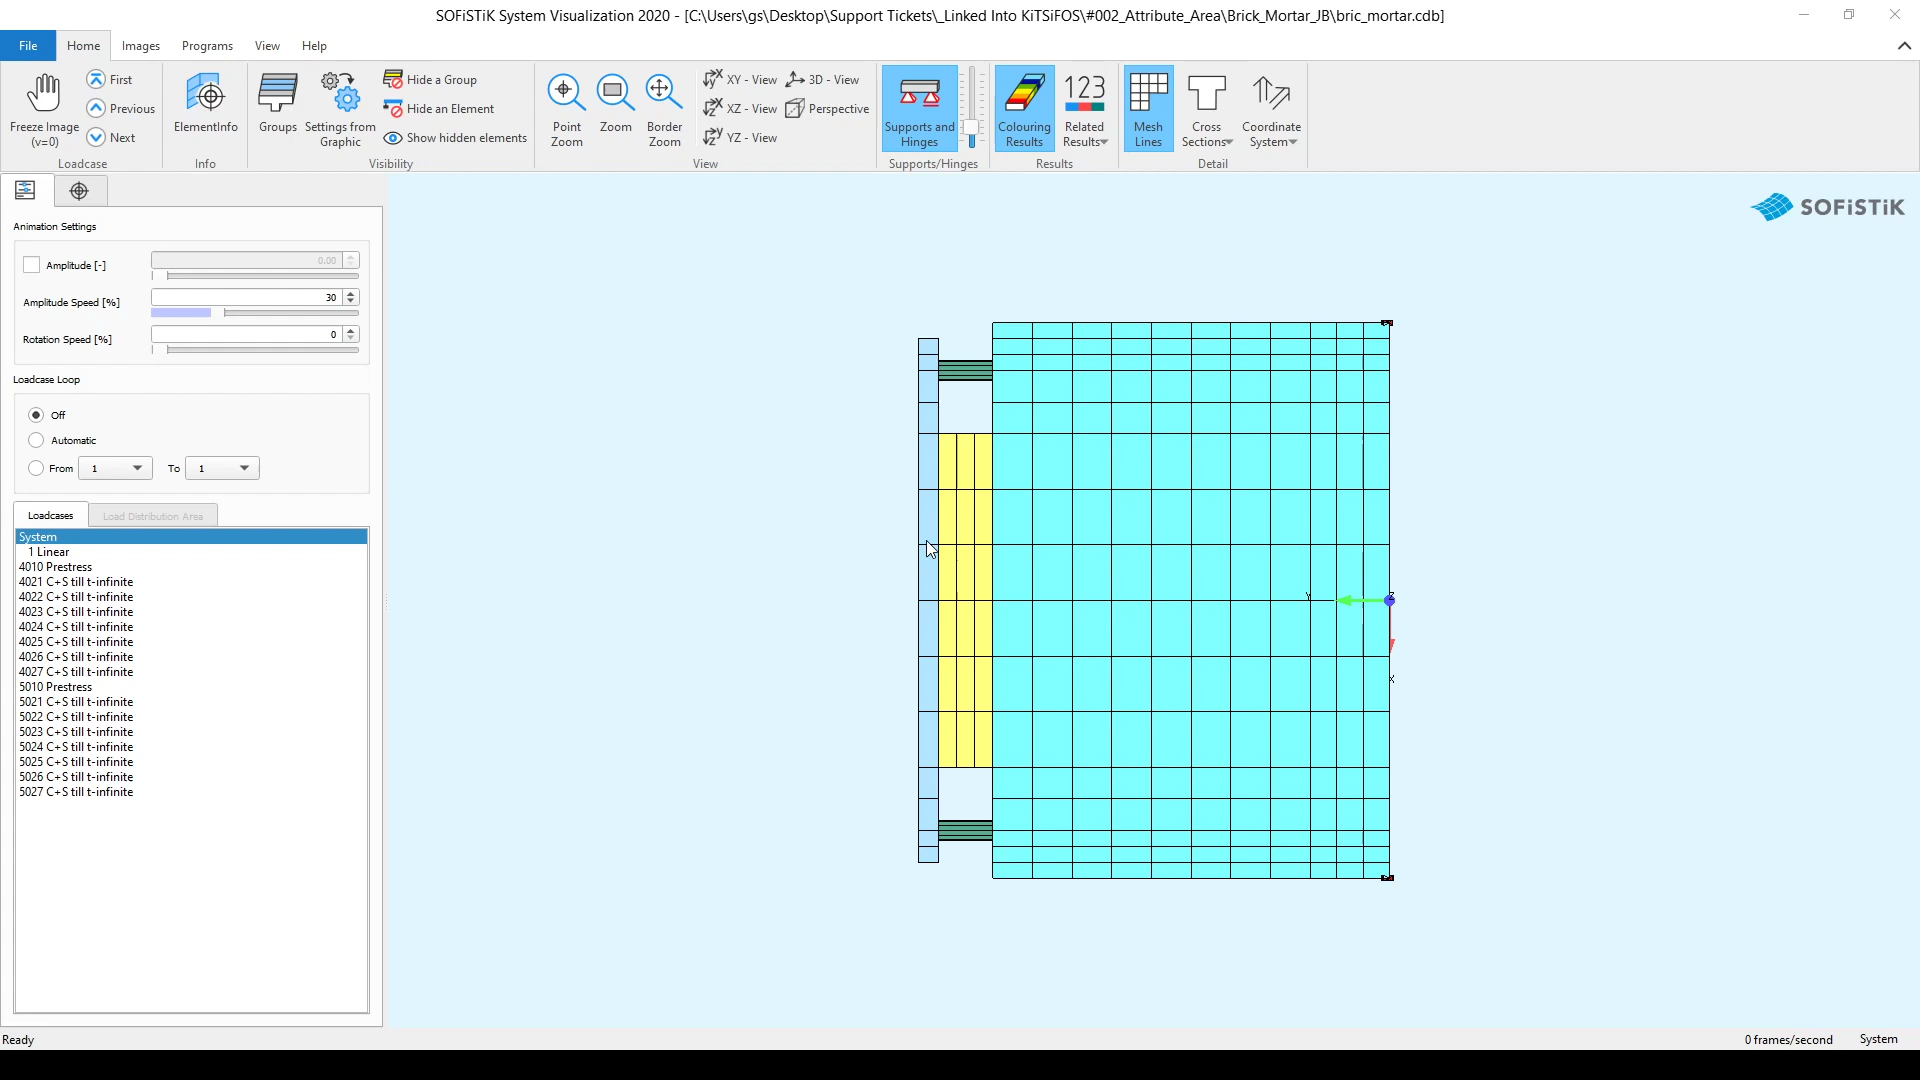 SOFiSTiK System Visualization 2020 - [C:\Users\gs\Desktop\Support Tickets\_Linked Into KiTSiFOS\#002_Attribute_Area\Brick_Mortar_JB\bric_mortar.cdb]
File Home Images Programs View Help
Freeze Image (v=0)
First
Previous
Next
Loadcase
ElementInfo
Info
Groups
Settings from Graphic
Hide a Group
Hide an Element
Show hidden elements
Visibility
Point Zoom
Zoom
Border Zoom
XY - View
XZ - View
YZ - View
3D - View
Perspective
View
Supports and Hinges
Supports/Hinges
Colouring Results
123
Related Results
Results
Mesh Lines
Cross Sections
Coordinate System
Detail
SOFiSTiK
Animation Settings
Amplitude [-] 0.00
Amplitude Speed [%] 30
Rotation Speed [%] 0
Loadcase Loop
Off
Automatic
From 1 To 1
Loadcases Load Distribution Area
System
1 Linear
4010 Prestress
4021 C+S till t-infinite
4022 C+S till t-infinite
4023 C+S till t-infinite
4024 C+S till t-infinite
4025 C+S till t-infinite
4026 C+S till t-infinite
4027 C+S till t-infinite
5010 Prestress
5021 C+S till t-infinite
5022 C+S till t-infinite
5023 C+S till t-infinite
5024 C+S till t-infinite
5025 C+S till t-infinite
5026 C+S till t-infinite
5027 C+S till t-infinite
Y Z
X
Ready 0 frames/second System